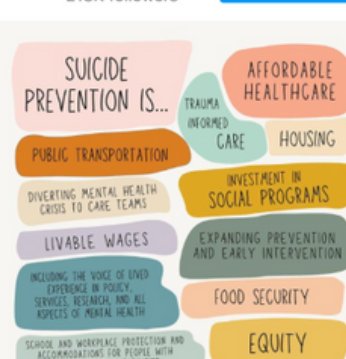 SUICIDE
PREVENTION IS...
AFFORDABLE
HEALTHCARE
TRAUMA
INFORMED
CARE
HOUSING
PUBLIC TRANSPORTATION
INVESTMENT IN
SOCIAL PROGRAMS
DIVERTING MENTAL HEALTH
CRISIS TO CARE TEAMS
LIVABLE WAGES
EXPANDING PREVENTION
AND EARLY INTERVENTION
INCLUDING THE VOICE OF LIVED
EXPERIENCE IN POLICY,
SERVICES, RESEARCH, AND ALL
ASPECTS OF MENTAL HEALTH
FOOD SECURITY
SCHOOL AND WORKPLACE PROTECTION AND
ACCOMMODATIONS FOR PEOPLE WITH
EQUITY